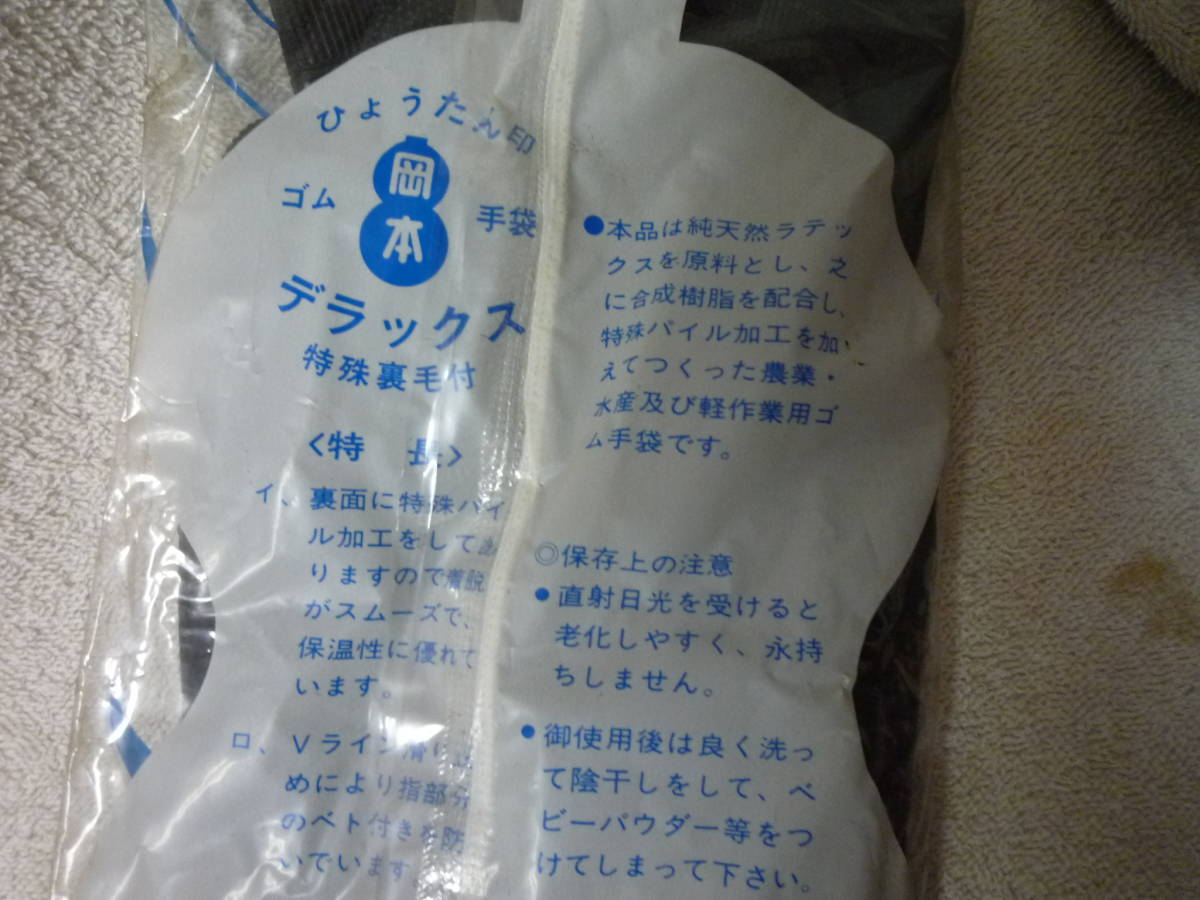 ひょうたん印
岡
本
ゴム 手袋
デラックス
特殊裏毛付
〈特 長〉
イ、裏面に特殊パイ
ル加工をしてあ
りますので着脱
がスムーズで、
保温性に優れて
います。
ロ、Vライン滑り止
めにより指部分
のベト付きを防
いでいます。
●本品は純天然ラテッ
クスを原料とし、之
に合成樹脂を配合し、
特殊パイル加工を加
えてつくった農業・
水産及び軽作業用ゴ
ム手袋です。
◎保存上の注意
●直射日光を受けると
老化しやすく、永持
ちしません。
●御使用後は良く洗っ
て陰干しをして、ベ
ビーパウダー等をつ
けてしまって下さい。